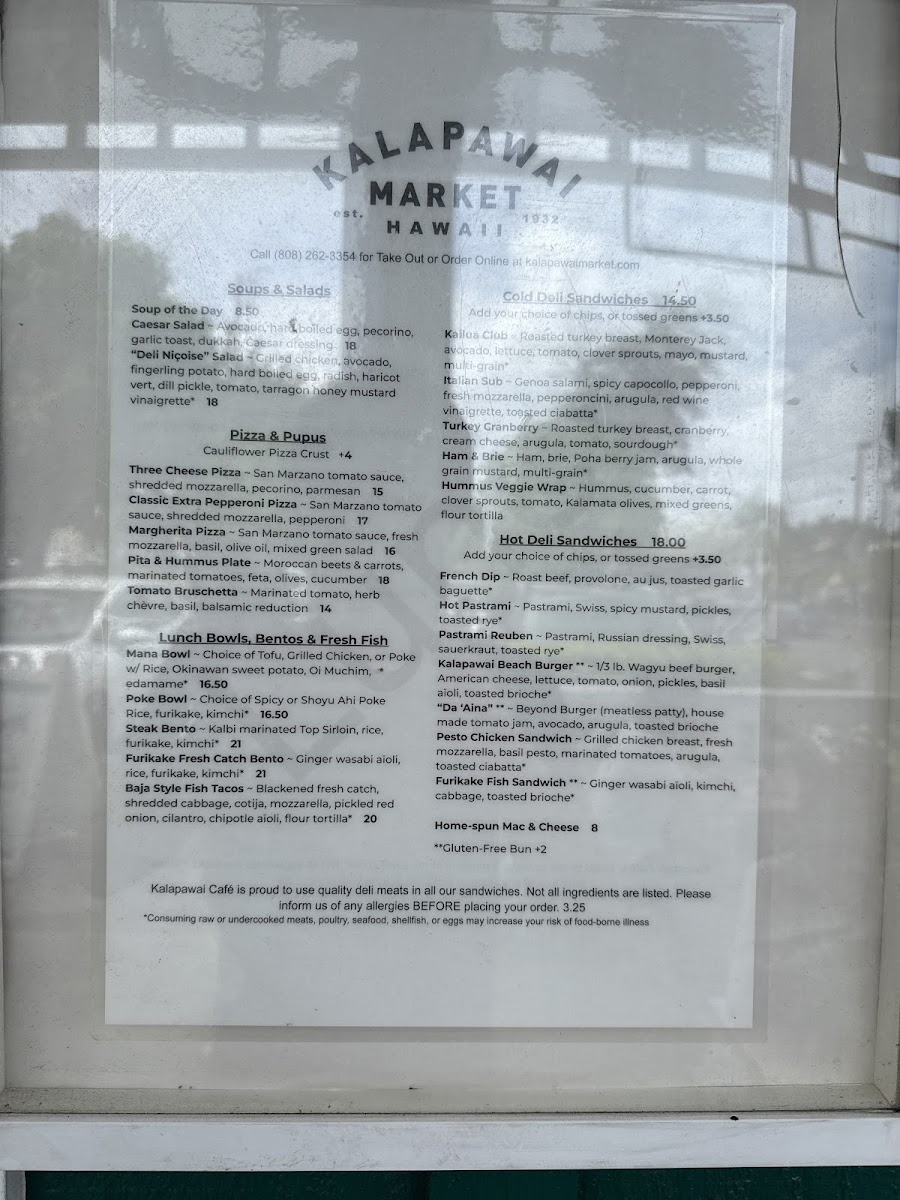 KALAPAWAI
MARKET
est. 1932
HAWAII
Call (808) 262-3354 for Take Out or Order Online at kalapawaimarket.com
Soups & Salads
Soup of the Day 8.50
Caesar Salad ~ Avocado, hard boiled egg, pecorino,
garlic toast, dukkah, Caesar dressing 18
“Deli Niçoise” Salad ~ Grilled chicken, avocado,
fingerling potato, hard boiled egg, radish, haricot
vert, dill pickle, tomato, tarragon honey mustard
vinaigrette* 18
Pizza & Pupus
Cauliflower Pizza Crust +4
Three Cheese Pizza ~ San Marzano tomato sauce,
shredded mozzarella, pecorino, parmesan 15
Classic Extra Pepperoni Pizza ~ San Marzano tomato
sauce, shredded mozzarella, pepperoni 17
Margherita Pizza ~ San Marzano tomato sauce, fresh
mozzarella, basil, olive oil, mixed green salad 16
Pita & Hummus Plate ~ Moroccan beets & carrots,
marinated tomatoes, feta, olives, cucumber 18
Tomato Bruschetta ~ Marinated tomato, herb
chèvre, basil, balsamic reduction 14
Lunch Bowls, Bentos & Fresh Fish
Mana Bowl ~ Choice of Tofu, Grilled Chicken, or Poke
w/ Rice, Okinawan sweet potato, Oi Muchim, *
edamame* 16.50
Poke Bowl ~ Choice of Spicy or Shoyu Ahi Poke
Rice, furikake, kimchi* 16.50
Steak Bento ~ Kalbi marinated Top Sirloin, rice,
furikake, kimchi* 21
Furikake Fresh Catch Bento ~ Ginger wasabi aïoli,
rice, furikake, kimchi* 21
Baja Style Fish Tacos ~ Blackened fresh catch,
shredded cabbage, cotija, mozzarella, pickled red
onion, cilantro, chipotle aïoli, flour tortilla* 20
Cold Deli Sandwiches 14.50
Add your choice of chips, or tossed greens +3.50
Kailua Club ~ Roasted turkey breast, Monterey Jack,
avocado, lettuce, tomato, clover sprouts, mayo, mustard,
multi-grain*
Italian Sub ~ Genoa salami, spicy capocollo, pepperoni,
fresh mozzarella, pepperoncini, arugula, red wine
vinaigrette, toasted ciabatta*
Turkey Cranberry ~ Roasted turkey breast, cranberry,
cream cheese, arugula, tomato, sourdough*
Ham & Brie ~ Ham, brie, Poha berry jam, arugula, whole
grain mustard, multi-grain*
Hummus Veggie Wrap ~ Hummus, cucumber, carrot,
clover sprouts, tomato, Kalamata olives, mixed greens,
flour tortilla
Hot Deli Sandwiches 18.00
Add your choice of chips, or tossed greens +3.50
French Dip ~ Roast beef, provolone, au jus, toasted garlic
baguette*
Hot Pastrami ~ Pastrami, Swiss, spicy mustard, pickles,
toasted rye*
Pastrami Reuben ~ Pastrami, Russian dressing, Swiss,
sauerkraut, toasted rye*
Kalapawai Beach Burger ** ~ 1/3 lb. Wagyu beef burger,
American cheese, lettuce, tomato, onion, pickles, basil
aïoli, toasted brioche*
“Da ‘Aina” ** ~ Beyond Burger (meatless patty), house
made tomato jam, avocado, arugula, toasted brioche
Pesto Chicken Sandwich ~ Grilled chicken breast, fresh
mozzarella, basil pesto, marinated tomatoes, arugula,
toasted ciabatta*
Furikake Fish Sandwich ** ~ Ginger wasabi aïoli, kimchi,
cabbage, toasted brioche*
Home-spun Mac & Cheese 8
**Gluten-Free Bun +2
Kalapawai Café is proud to use quality deli meats in all our sandwiches. Not all ingredients are listed. Please
inform us of any allergies BEFORE placing your order. 3.25
*Consuming raw or undercooked meats, poultry, seafood, shellfish, or eggs may increase your risk of food-borne illness